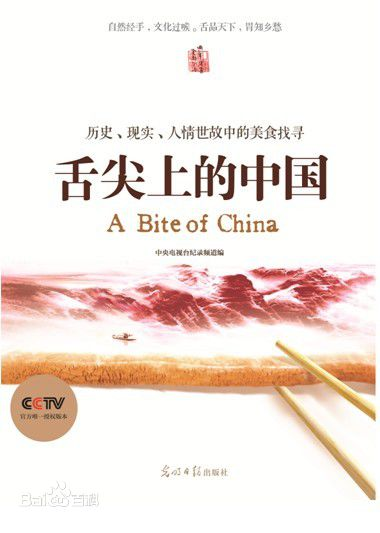 自然经手，文化过喉。舌品天下、胃知乡愁
历史、现实、人情世故中的美食找寻
舌尖上的中国
A Bite of China
中央电视台纪录频道编
CCTV
官方唯一授权版本
光明日报出版社
Bai百科